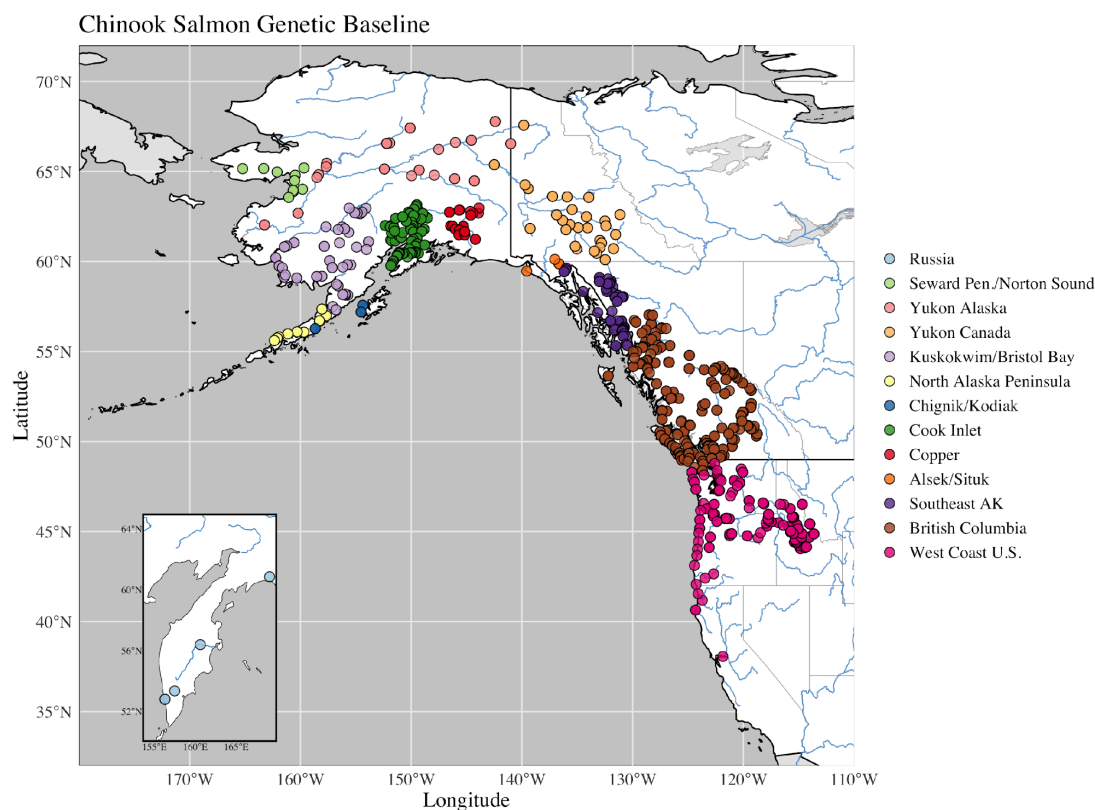 Chinook Salmon Genetic Baseline
70°N
65°N
60°N
55°N
50°N
45°N
40°N
35°N
Latitude
170°W 160°W 150°W 140°W 130°W 120°W 110°W
Longitude
64°N
60°N
56°N
52°N
155°E 160°E 165°E
Russia
Seward Pen./Norton Sound
Yukon Alaska
Yukon Canada
Kuskokwim/Bristol Bay
North Alaska Peninsula
Chignik/Kodiak
Cook Inlet
Copper
Alsek/Situk
Southeast AK
British Columbia
West Coast U.S.